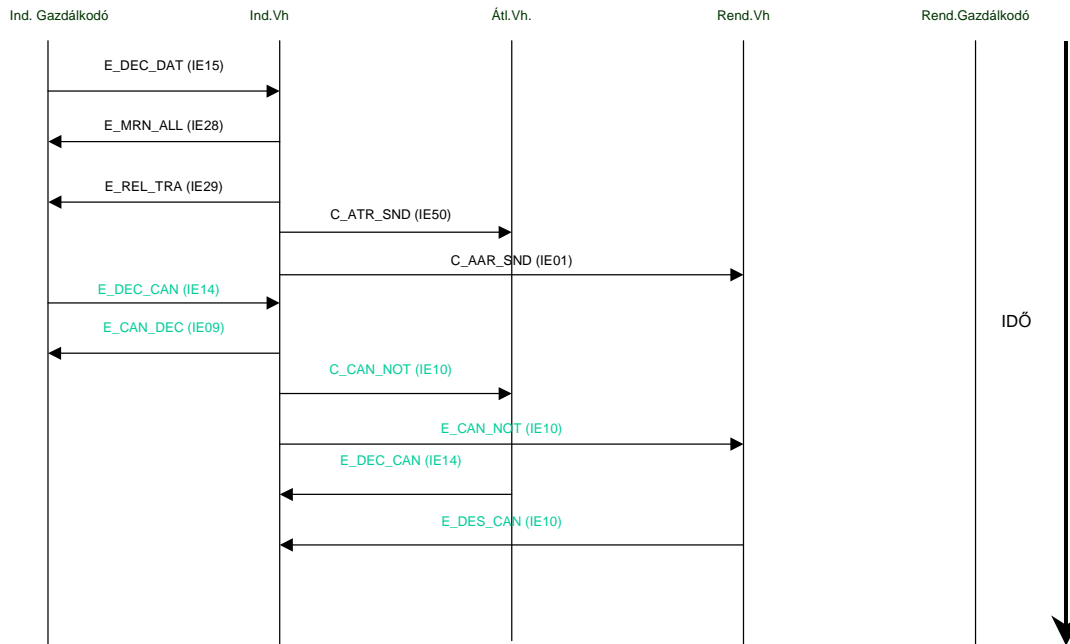 Ind. Gazdálkodó
Ind.Vh
Átl.Vh.
Rend.Vh
Rend.Gazdálkodó
E_DEC_DAT (IE15)
E_MRN_ALL (IE28)
E_REL_TRA (IE29)
C_ATR_SND (IE50)
C_AAR_SND (IE01)
E_DEC_CAN (IE14)
IDŐ
E_CAN_DEC (IE09)
C_CAN_NOT (IE10)
E_CAN_NOT (IE10)
E_DEC_CAN (IE14)
E_DES_CAN (IE10)